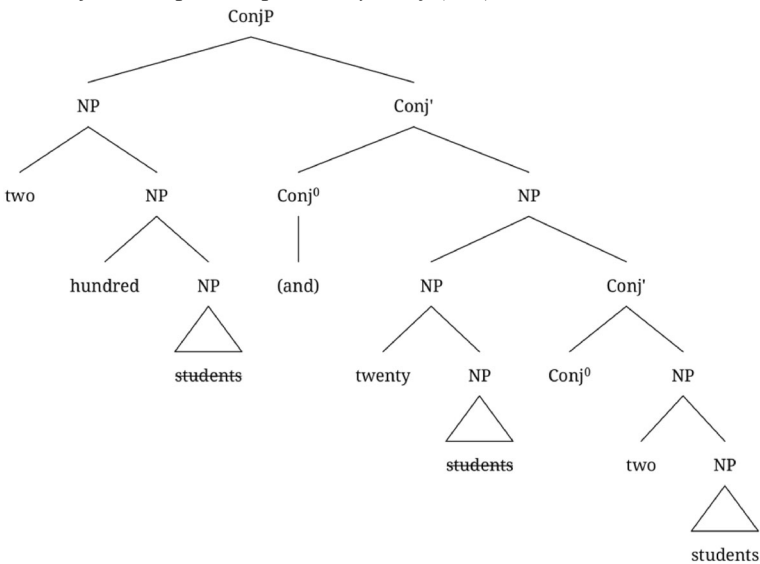 ConjP
NP Conj'
two NP Conj⁰ NP
hundred NP (and) NP Conj'
students twenty NP Conj⁰ NP
students two NP
students